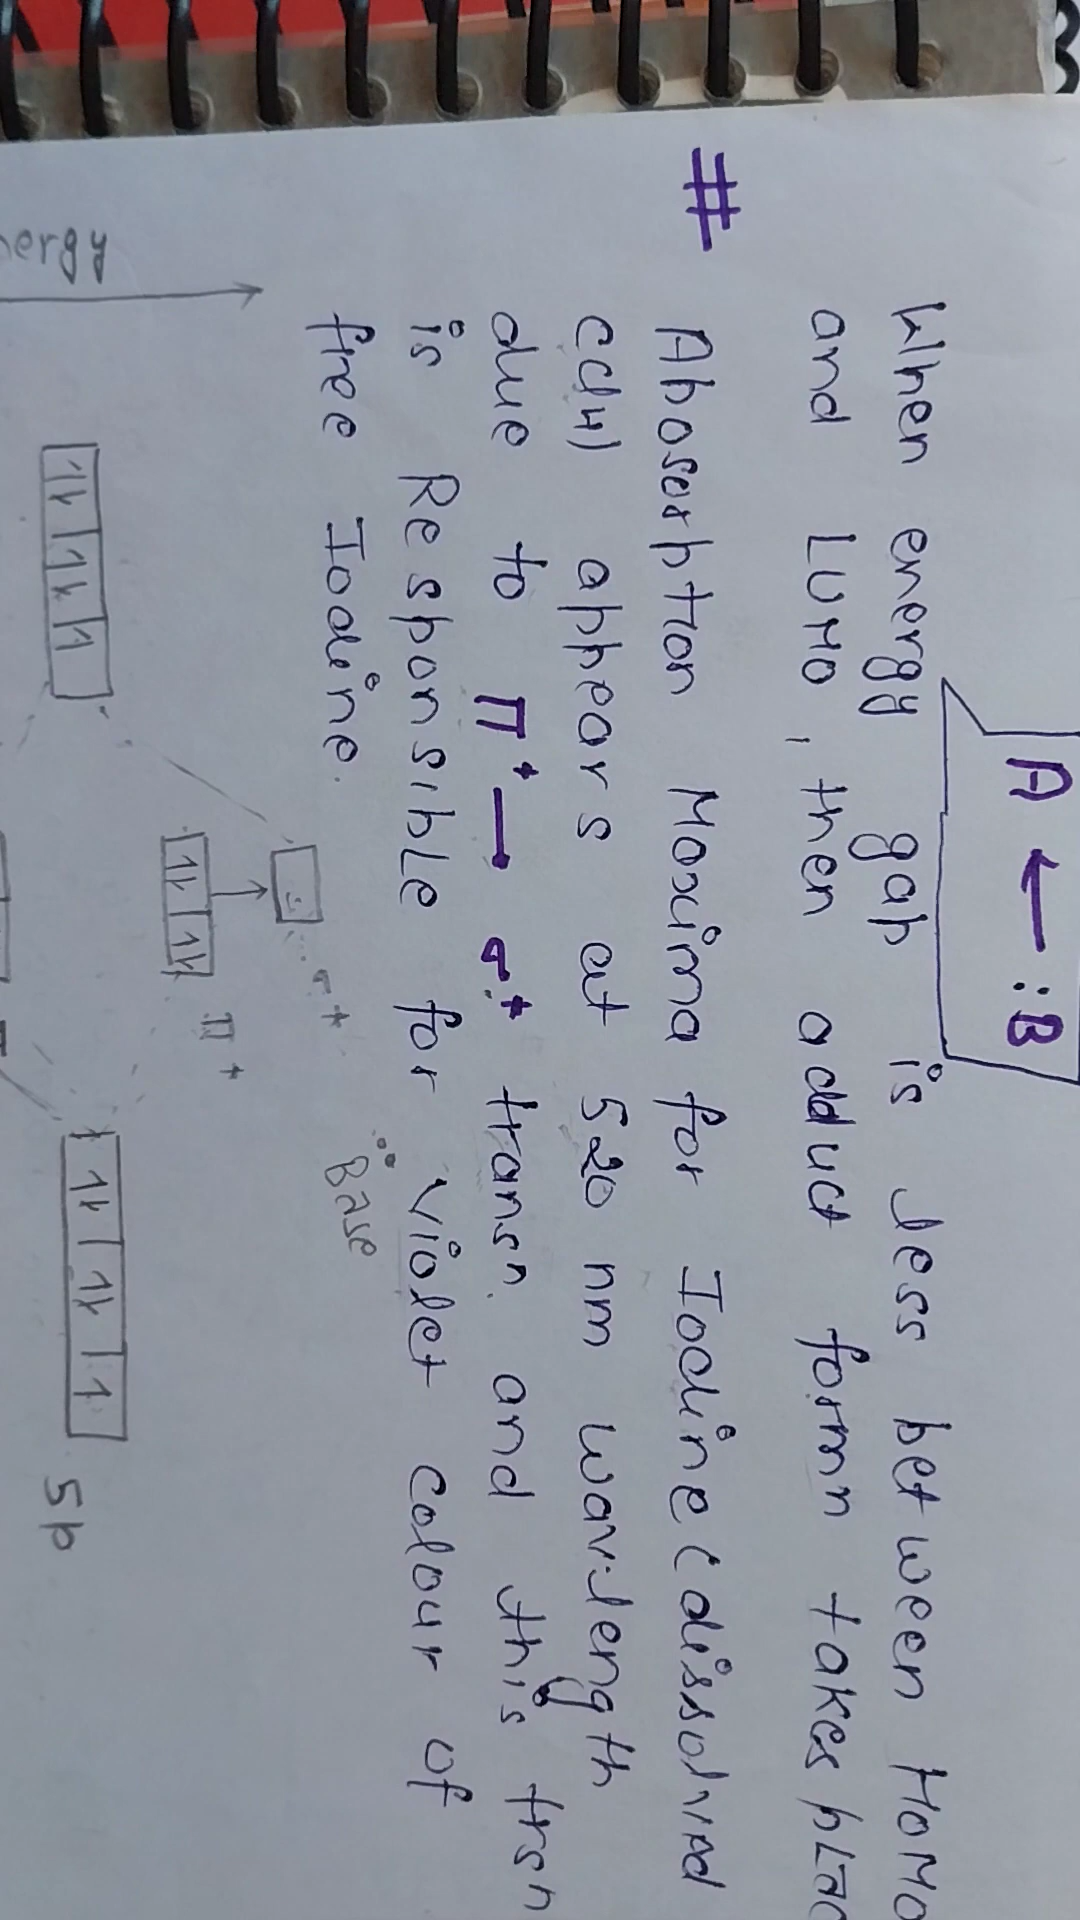 A ← :B
When energy gap is less between HOMO
and LUMO, then adduct formn takes
# Abosorption Maxima for Iodine (dissolved
CCl4) appears at 520 nm wavelength
due to π* → σ* transn. and this trsn
is Responsible for violet colour of
free Iodine.
energy
σ*
π*
:Base
5p